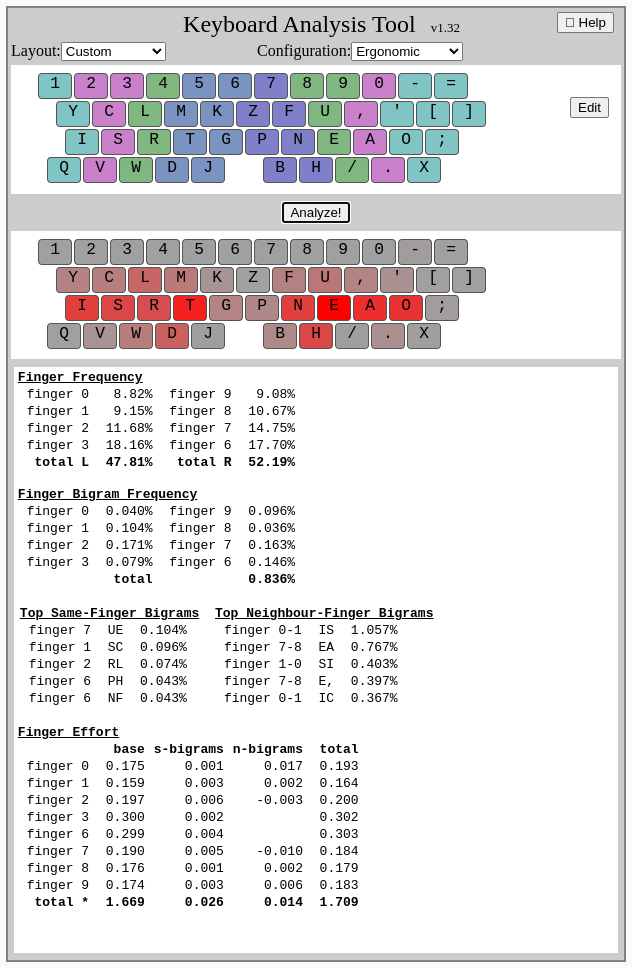 Keyboard Analysis Tool v1.32
Help
Layout: Custom Configuration: Ergonomic
1 2 3 4 5 6 7 8 9 0 - =
Y C L M K Z F U , ' [ ]
Edit
I S R T G P N E A O ;
Q V W D J B H / . X
Analyze!
1 2 3 4 5 6 7 8 9 0 - =
Y C L M K Z F U , ' [ ]
I S R T G P N E A O ;
Q V W D J B H / . X
Finger Frequency
finger 0 8.82% finger 9 9.08%
finger 1 9.15% finger 8 10.67%
finger 2 11.68% finger 7 14.75%
finger 3 18.16% finger 6 17.70%
total L 47.81% total R 52.19%
Finger Bigram Frequency
finger 0 0.040% finger 9 0.096%
finger 1 0.104% finger 8 0.036%
finger 2 0.171% finger 7 0.163%
finger 3 0.079% finger 6 0.146%
total 0.836%
Top Same-Finger Bigrams Top Neighbour-Finger Bigrams
finger 7 UE 0.104% finger 0-1 IS 1.057%
finger 1 SC 0.096% finger 7-8 EA 0.767%
finger 2 RL 0.074% finger 1-0 SI 0.403%
finger 6 PH 0.043% finger 7-8 E, 0.397%
finger 6 NF 0.043% finger 0-1 IC 0.367%
Finger Effort
base s-bigrams n-bigrams total
finger 0 0.175 0.001 0.017 0.193
finger 1 0.159 0.003 0.002 0.164
finger 2 0.197 0.006 -0.003 0.200
finger 3 0.300 0.002 0.302
finger 6 0.299 0.004 0.303
finger 7 0.190 0.005 -0.010 0.184
finger 8 0.176 0.001 0.002 0.179
finger 9 0.174 0.003 0.006 0.183
total * 1.669 0.026 0.014 1.709